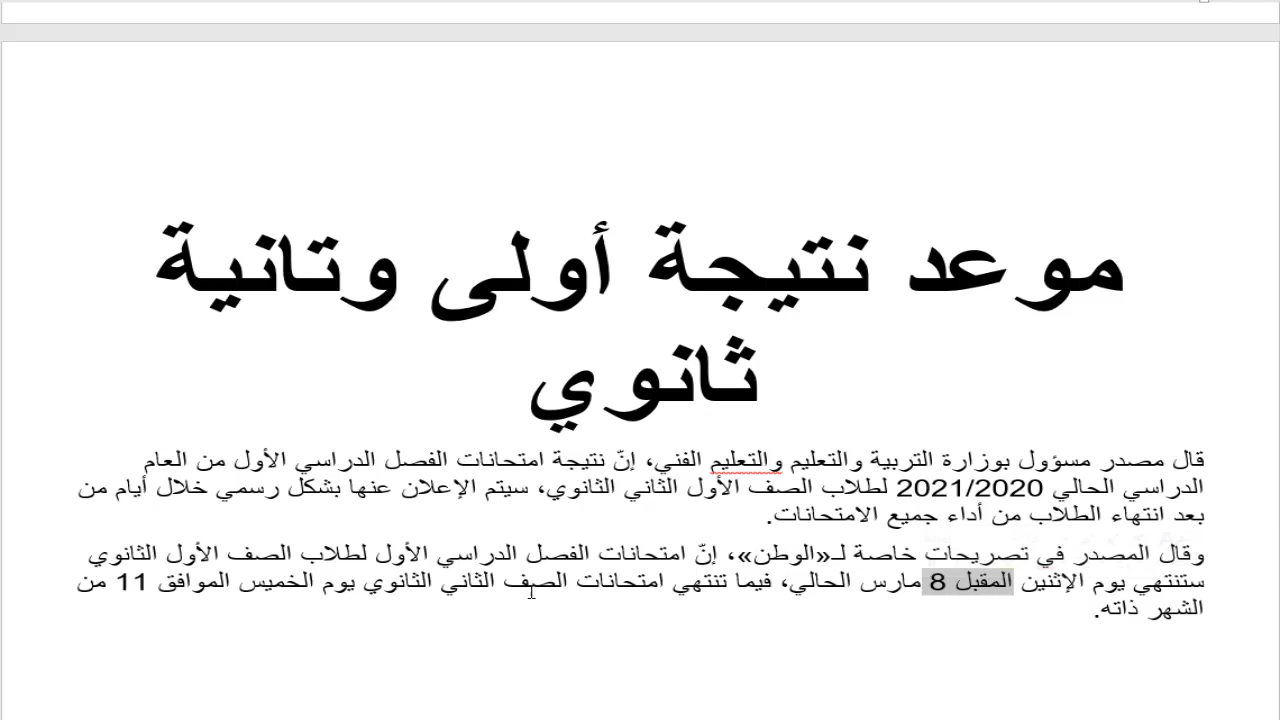 موعد نتيجة أولى وتانية
ثانوي
قال مصدر مسؤول بوزارة التربية والتعليم والتعليم الفني، إنّ نتيجة امتحانات الفصل الدراسي الأول من العام
الدراسي الحالي 2021/2020 لطلاب الصف الأول الثاني الثانوي، سيتم الإعلان عنها بشكل رسمي خلال أيام من
بعد انتهاء الطلاب من أداء جميع الامتحانات.
وقال المصدر في تصريحات خاصة لـ«الوطن»، إنّ امتحانات الفصل الدراسي الأول لطلاب الصف الأول الثانوي
ستنتهي يوم الإثنين المقبل 8 مارس الحالي، فيما تنتهي امتحانات الصف الثاني الثانوي يوم الخميس الموافق 11 من
الشهر ذاته.